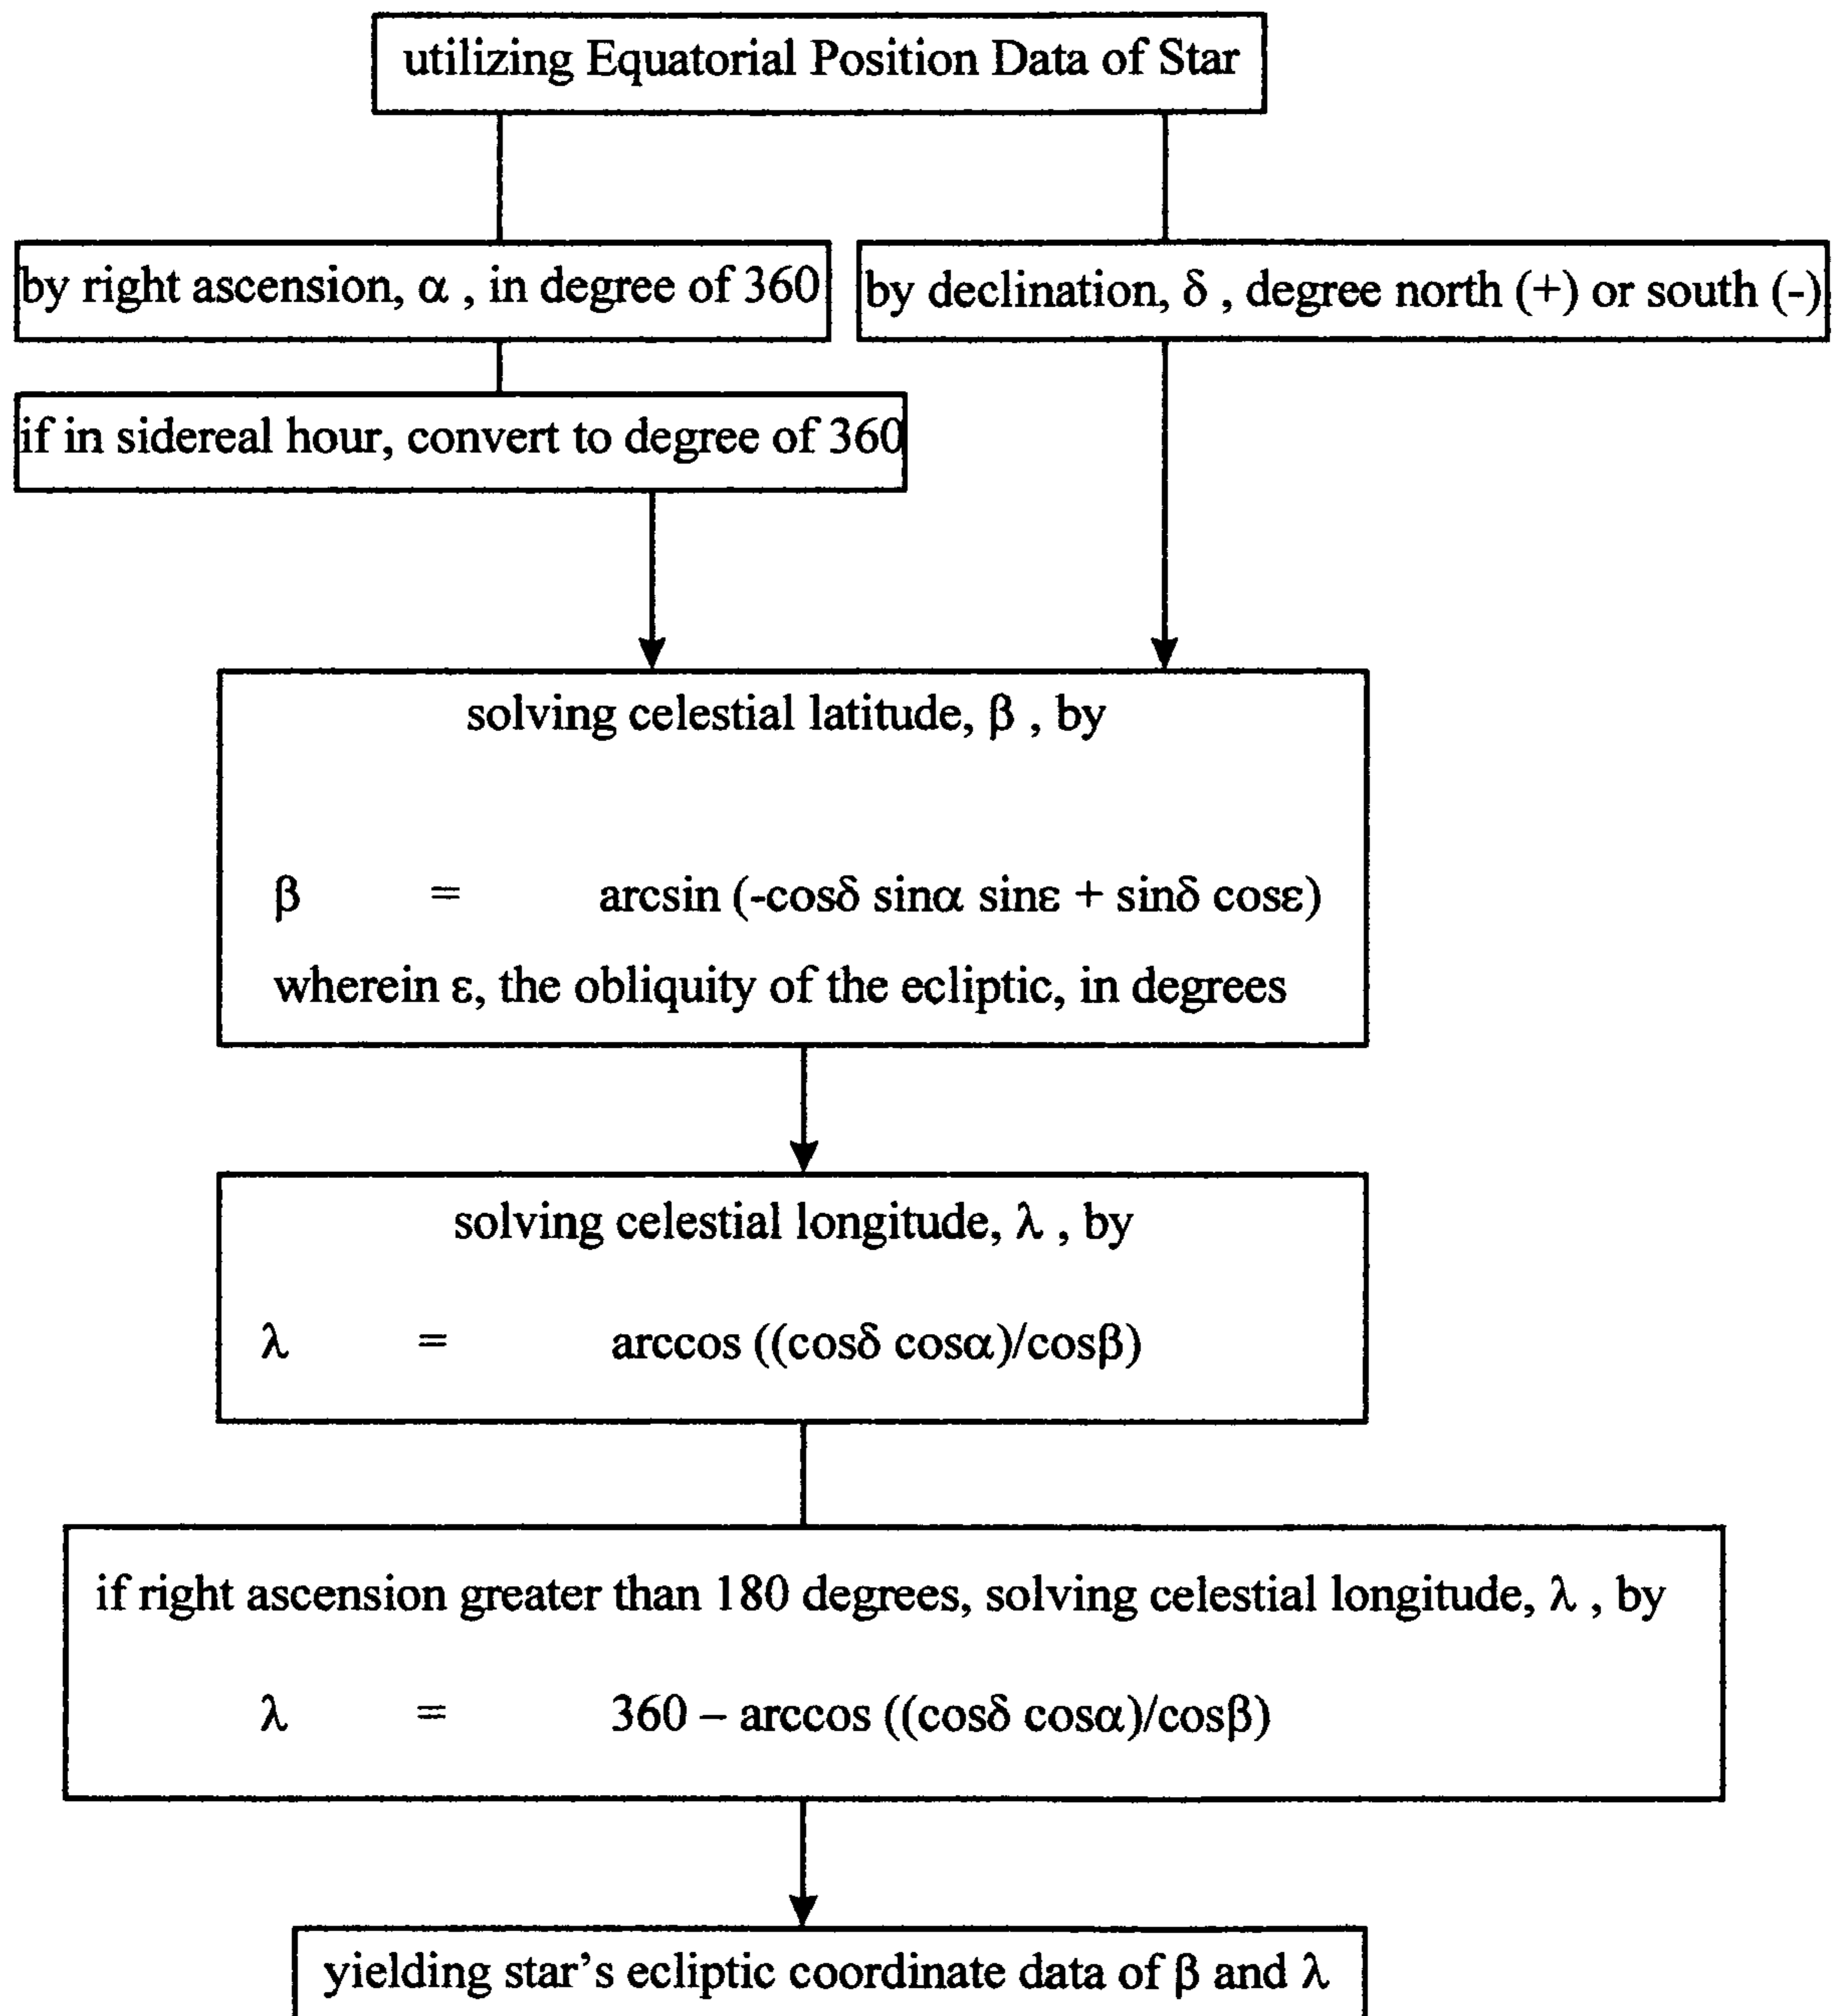 utilizing Equatorial Position Data of Star
by right ascension, α , in degree of 360
by declination, δ , degree north (+) or south (-)
if in sidereal hour, convert to degree of 360
solving celestial latitude, β , by
β = arcsin (-cosδ sinα sinε + sinδ cosε)
wherein ε, the obliquity of the ecliptic, in degrees
solving celestial longitude, λ , by
λ = arccos ((cosδ cosα)/cosβ)
if right ascension greater than 180 degrees, solving celestial longitude, λ , by
λ = 360 – arccos ((cosδ cosα)/cosβ)
yielding star’s ecliptic coordinate data of β and λ